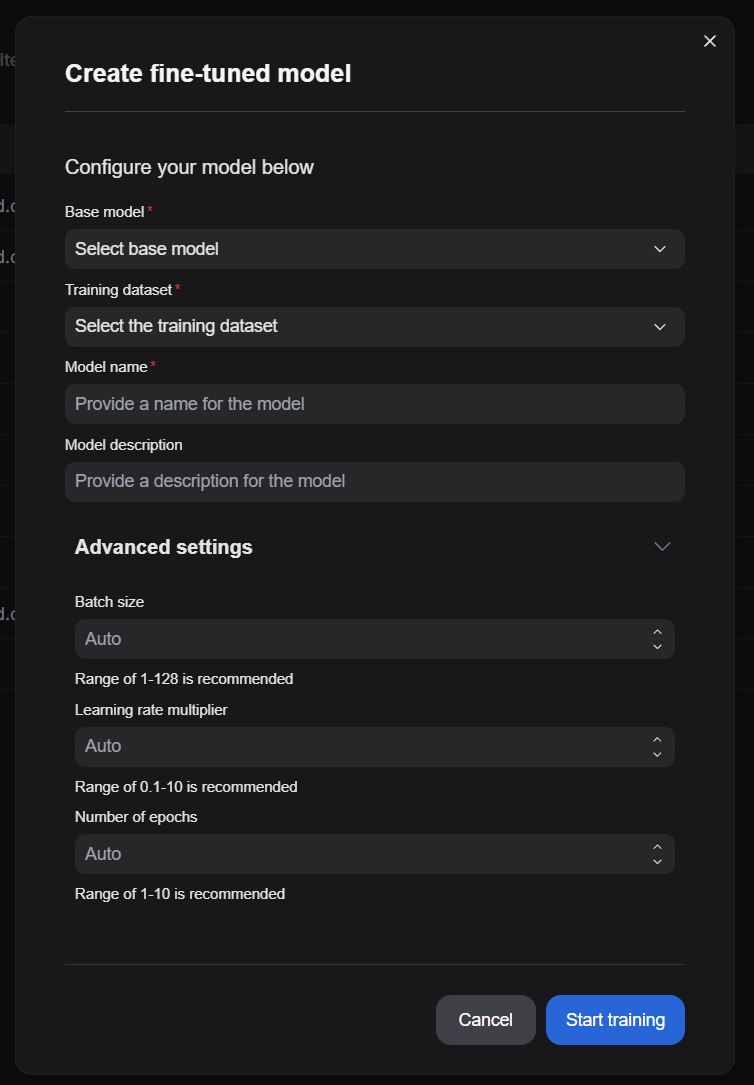 Create fine-tuned model
Configure your model below
Base model *
Select base model
Training dataset *
Select the training dataset
Model name *
Provide a name for the model
Model description
Provide a description for the model
Advanced settings
Batch size
Auto
Range of 1-128 is recommended
Learning rate multiplier
Auto
Range of 0.1-10 is recommended
Number of epochs
Auto
Range of 1-10 is recommended
Cancel
Start training